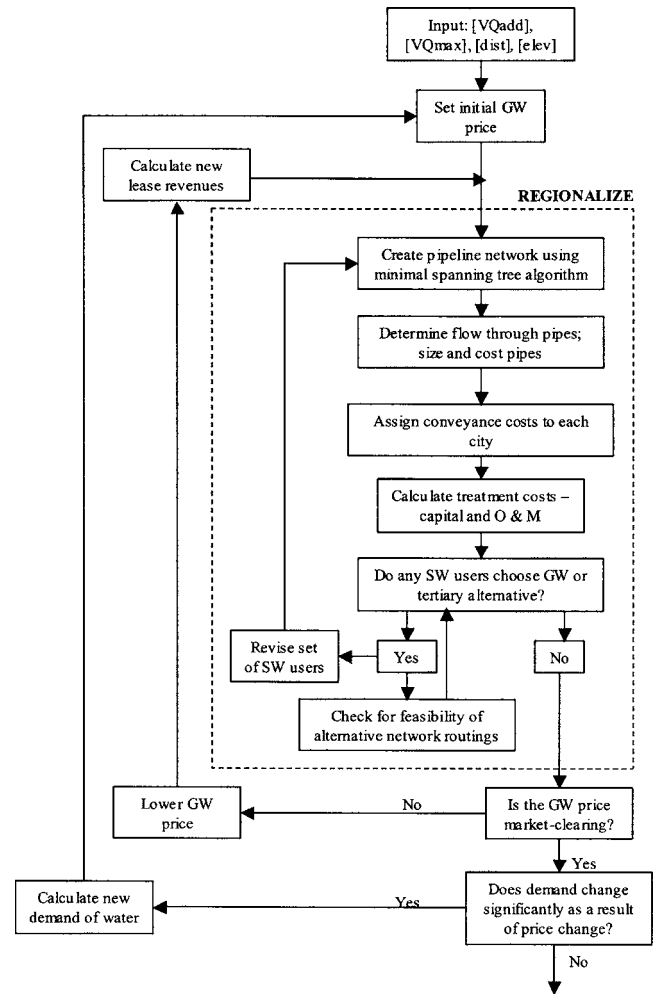 Input: [VQadd],
[VQmax], [dist], [elev]
Set initial GW
price
Calculate new
lease revenues
REGIONALIZE
Create pipeline network using
minimal spanning tree algorithm
Determine flow through pipes;
size and cost pipes
Assign conveyance costs to each
city
Calculate treatment costs –
capital and O & M
Do any SW users choose GW or
tertiary alternative?
Revise set
of SW users
Yes
No
Check for feasibility of
alternative network routings
Lower GW
price
No
Is the GW price
market-clearing?
Yes
Calculate new
demand of water
Yes
Does demand change
significantly as a result
of price change?
No